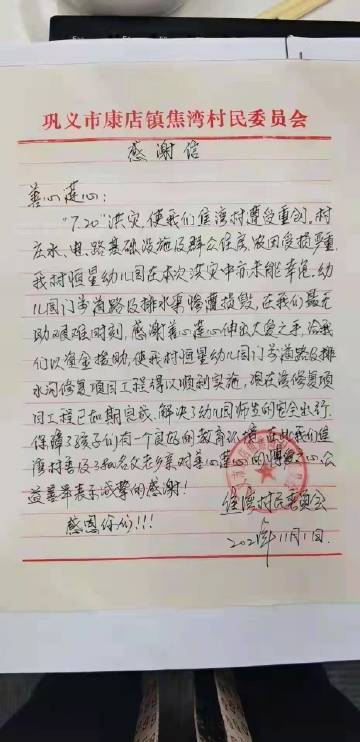 巩义市康店镇焦湾村民委员会
感谢信
善心莲心：
"7.20"洪灾，使我们焦湾村遭受重创。村
庄水、电、路基础设施及群众住房、农田受损严重，
我村恒星幼儿园在本次洪灾中亦未能幸免，幼
儿园门前道路及排水渠惨遭损毁，在我们最无
助艰难时刻，感谢善心莲心伸出大爱之手，给我
们以资金援助，使我村恒星幼儿园门前道路及排
水沟修复项目工程得以顺利实施，现在该修复项
目工程已如期完成，解决了幼儿园师生的安全出行，
保障了孩子们有一个良好的教育环境，在此我们焦
湾村委及 名父老乡亲对善心莲心的博爱之心、公
益善举表示诚挚的感谢！
感恩你们！！！
焦湾村民委员会
2021年11月1日.